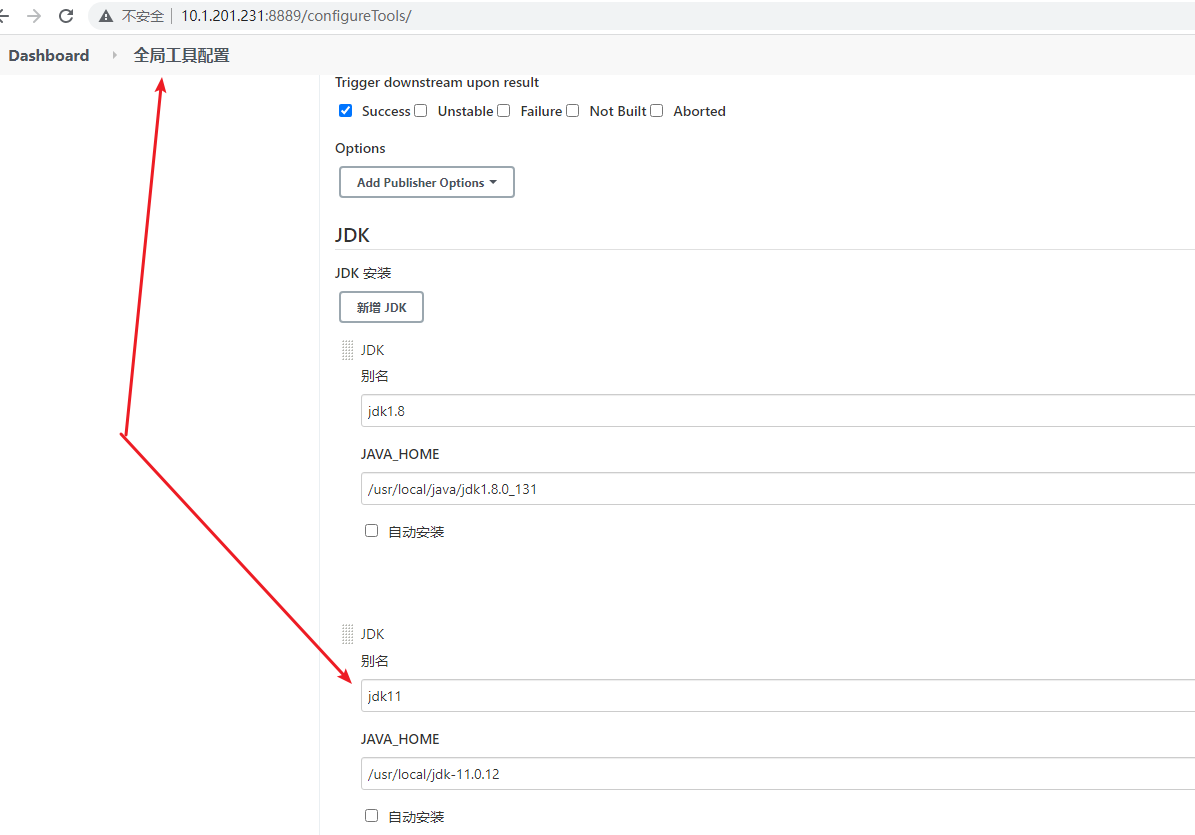 不安全 10.1.201.231:8889/configureTools/
Dashboard 全局工具配置
Trigger downstream upon result
Success Unstable Failure Not Built Aborted
Options
Add Publisher Options
JDK
JDK 安装
新增 JDK
JDK
别名
jdk1.8
JAVA_HOME
/usr/local/java/jdk1.8.0_131
自动安装
JDK
别名
jdk11
JAVA_HOME
/usr/local/jdk-11.0.12
自动安装